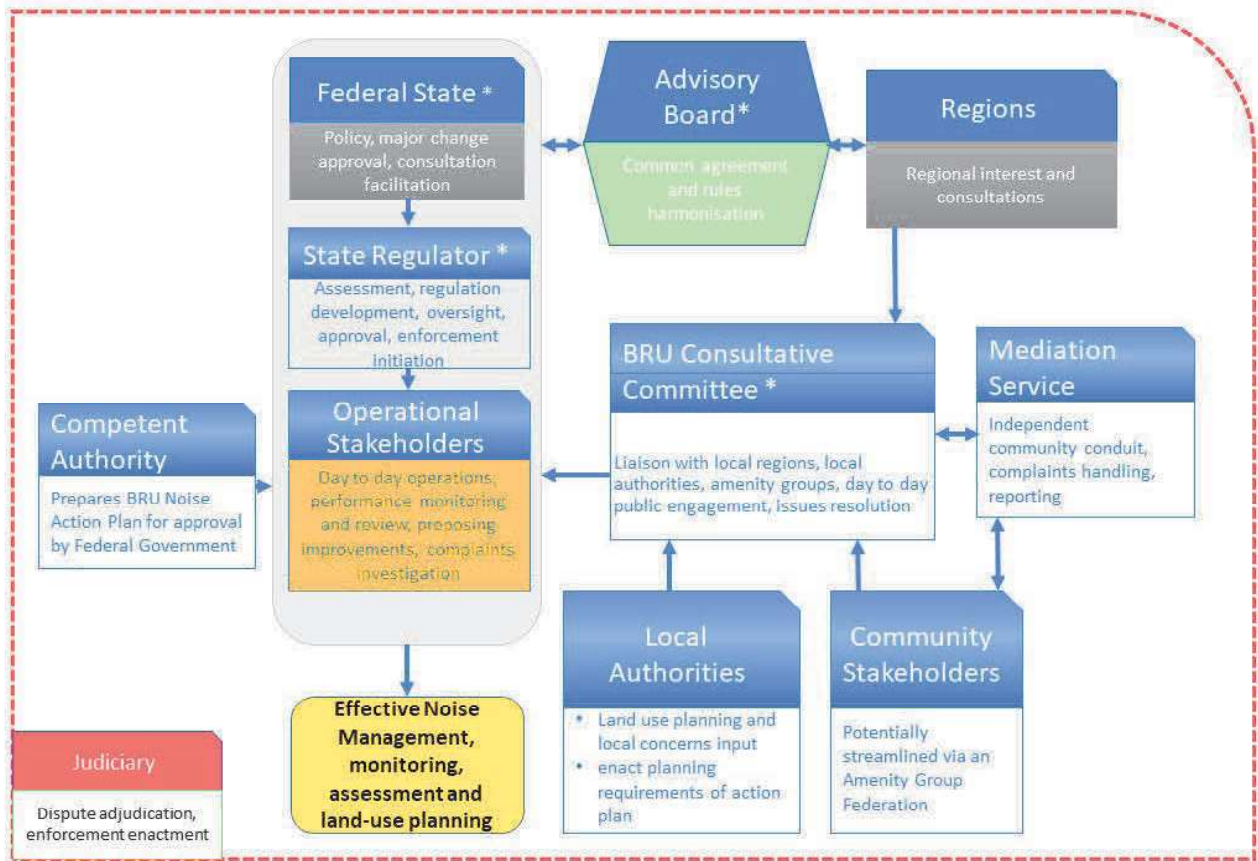 Federal State *
Policy, major change
approval, consultation
facilitation
Advisory
Board*
Common agreement
and rules
harmonisation
Regions
Regional interest and
consultations
State Regulator *
Assessment, regulation
development, oversight,
approval, enforcement
initiation
BRU Consultative
Committee *
Liaison with local regions, local
authorities, amenity groups, day to day
public engagement, issues resolution
Mediation
Service
Independent
community conduit,
complaints handling,
reporting
Competent
Authority
Prepares BRU Noise
Action Plan for approval
by Federal Government
Operational
Stakeholders
Day to day operations,
performance monitoring
and review, proposing
improvements, complaints
investigation
Local
Authorities
• Land use planning and
local concerns input
• enact planning
requirements of action
plan
Community
Stakeholders
Potentially
streamlined via an
Amenity Group
Federation
Effective Noise
Management,
monitoring,
assessment and
land-use planning
Judiciary
Dispute adjudication,
enforcement enactment